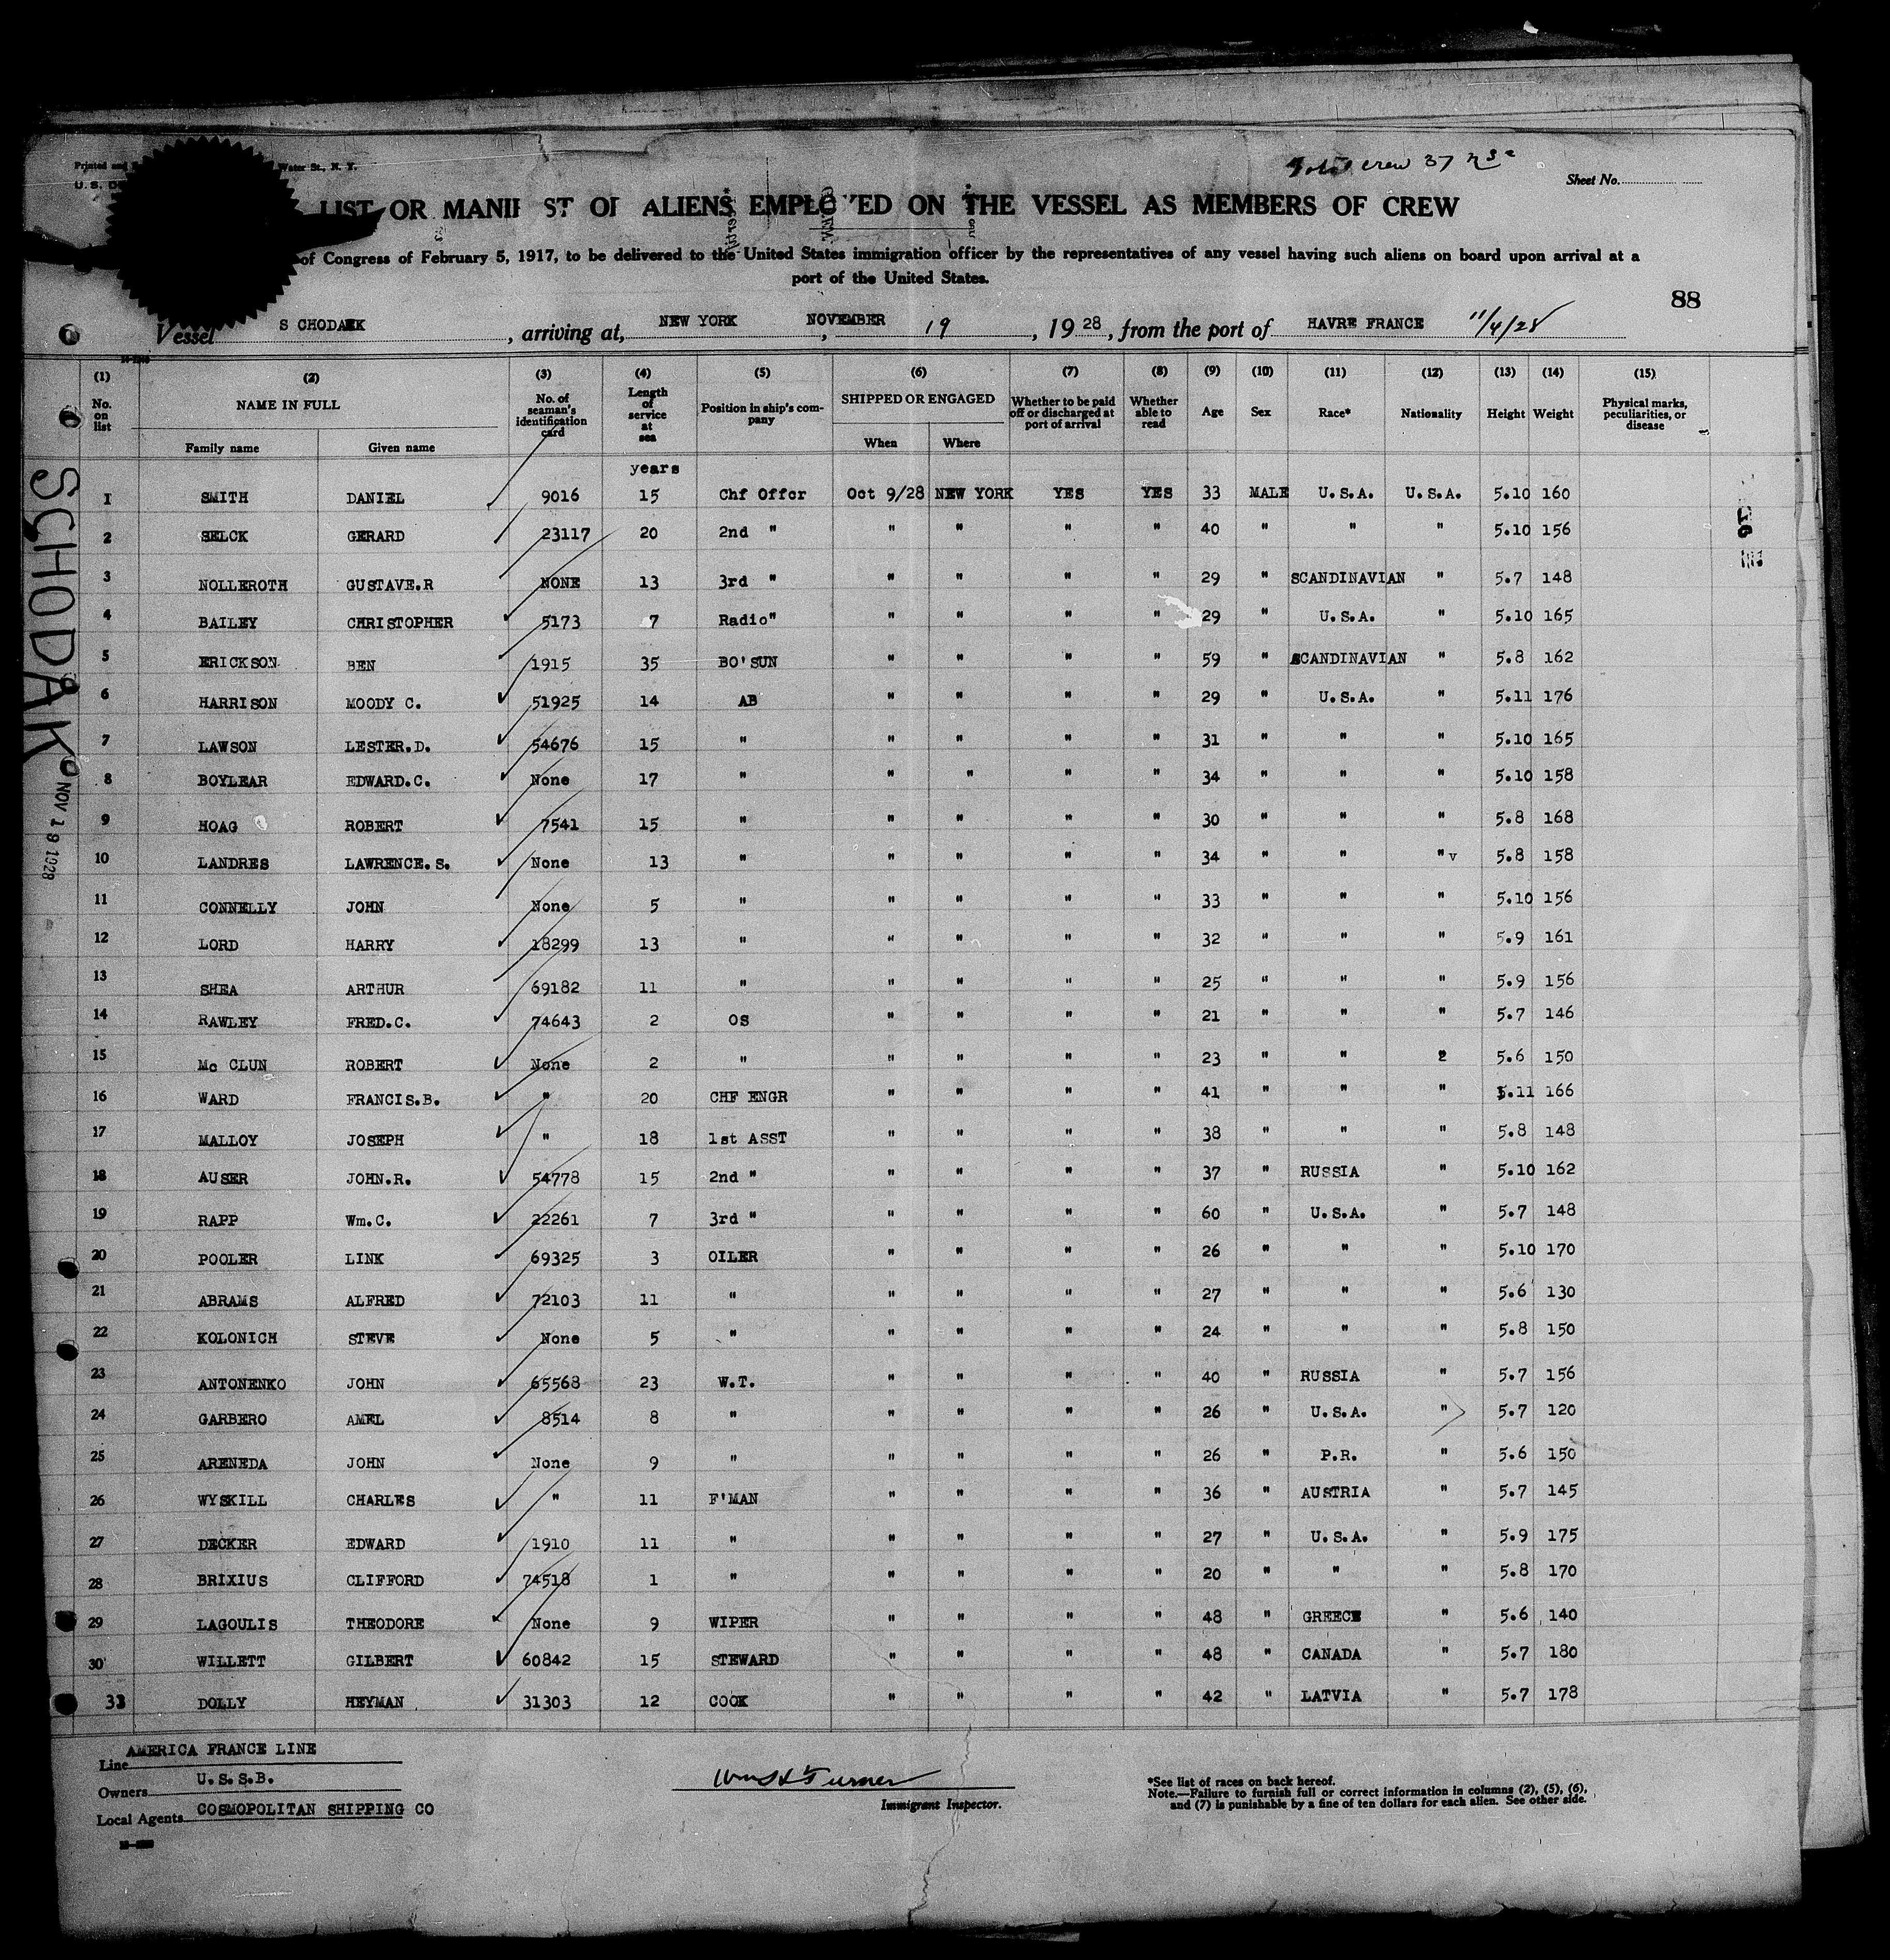 Printed and
Water St., N. Y.
U.S. D
Total crew 37
Sheet No.
LIST OR MANIF ST OF ALIENS EMPLO YED ON THE VESSEL AS MEMBERS OF CREW
of Congress of February 5, 1917, to be delivered to the United States immigration officer by the representatives of any vessel having such aliens on board upon arrival at a
port of the United States.
88
Vessel S CHODAEK , arriving at, NEW YORK , NOVEMBER 19 , 19 28 , from the port of HAVRE FRANCE 11/4/28
(1) (2) (3) (4) (5) (6) (7) (8) (9) (10) (11) (12) (13) (14) (15)
No. on list NAME IN FULL Family name Given name No. of seaman's identification card Length of service at sea Position in ship's company SHIPPED OR ENGAGED When Where Whether to be paid off or discharged at port of arrival Whether able to read Age Sex Race* Nationality Height Weight Physical marks, peculiarities, or disease
years
1 SMITH DANIEL 9016 15 Chf Offcr Oct 9/28 NEW YORK YES YES 33 MALE U.S.A. U.S.A. 5.10 160
2 SELCK GERARD 23117 20 2nd " " " " " 40 " " " 5.10 156
3 NOLLEROTH GUSTAVE.R NONE 13 3rd " " " " " 29 " SCANDINAVIAN " 5.7 148
4 BAILEY CHRISTOPHER 5173 7 Radio" " " " " 29 " U.S.A. " 5.10 165
5 ERICKSON BEN 1915 35 BO'SUN " " " " 59 " SCANDINAVIAN " 5.8 162
6 HARRISON MOODY C. 51925 14 AB " " " " 29 " U.S.A. " 5.11 176
7 LAWSON LESTER.D. 54676 15 " " " " " 31 " " " 5.10 165
8 BOYLEAR EDWARD.C. None 17 " " " " " 34 " " " 5.10 158
9 HOAG ROBERT 7541 15 " " " " " 30 " " " 5.8 168
10 LANDRES LAWRENCE.S. None 13 " " " " " 34 " " " v 5.8 158
11 CONNELLY JOHN None 5 " " " " " 33 " " " 5.10 156
12 LORD HARRY 18299 13 " " " " " 32 " " " 5.9 161
13 SHEA ARTHUR 69182 11 " " " " " 25 " " " 5.9 156
14 RAWLEY FRED.C. 74643 2 OS " " " " 21 " " " 5.7 146
15 Mc CLUN ROBERT None 2 " " " " " 23 " " 2 5.6 150
16 WARD FRANCIS.B. " 20 CHF ENGR " " " " 41 " " " 5.11 166
17 MALLOY JOSEPH " 18 1st ASST " " " " 38 " " " 5.8 148
18 AUSER JOHN.R. 54778 15 2nd " " " " " 37 " RUSSIA " 5.10 162
19 RAPP Wm.C. 22261 7 3rd " " " " " 60 " U.S.A. " 5.7 148
20 POOLER LINK 69325 3 OILER " " " " 26 " " " 5.10 170
21 ABRAMS ALFRED 72103 11 " " " " " 27 " " " 5.6 130
22 KOLONICH STEVE None 5 " " " " " 24 " " " 5.8 150
23 ANTONENKO JOHN 65568 23 W.T. " " " " 40 " RUSSIA " 5.7 156
24 GARBERO AMEL 8514 8 " " " " " 26 " U.S.A. " 5.7 120
25 ARENEDA JOHN None 9 " " " " " 26 " P.R. " 5.6 150
26 WYSKILL CHARLES " 11 F'MAN " " " " 36 " AUSTRIA " 5.7 145
27 DECKER EDWARD 1910 11 " " " " " 27 " U.S.A. " 5.9 175
28 BRIXIUS CLIFFORD 74518 1 " " " " " 20 " " " 5.8 170
29 LAGOULIS THEODORE None 9 WIPER " " " " 48 " GREECE " 5.6 140
30 WILLETT GILBERT 60842 15 STEWARD " " " " 48 " CANADA " 5.7 180
33 DOLLY HEYMAN 31303 12 COOK " " " " 42 " LATVIA " 5.7 178
SCHODAK
NOV 19 1928
Line AMERICA FRANCE LINE
Owners U.S.S.B.
Local Agents COSMOPOLITAN SHIPPING CO
Turner
Immigrant Inspector.
*See list of races on back hereof.
Note.—Failure to furnish full or correct information in columns (2), (5), (6),
and (7) is punishable by a fine of ten dollars for each alien. See other side.